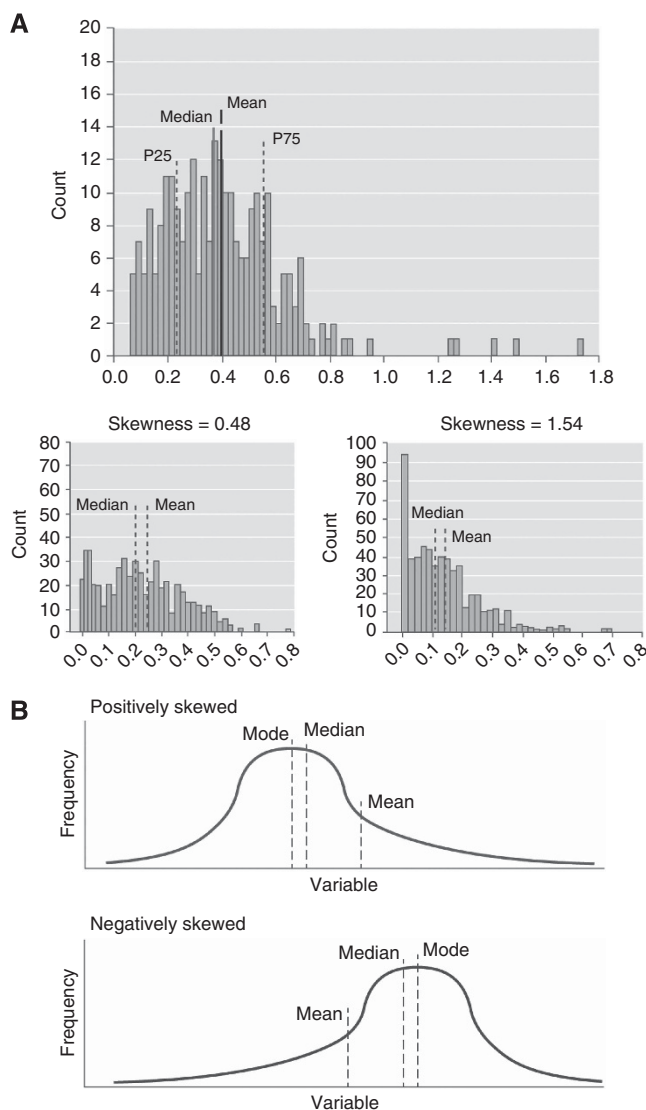 A
20
18
16
14
12
10
8
6
4
2
0
Count
P25
Median
Mean
P75
0.0 0.2 0.4 0.6 0.8 1.0 1.2 1.4 1.6 1.8
Skewness = 0.48
80
70
60
50
40
30
20
10
0
Count
Median Mean
0.0 0.1 0.2 0.3 0.4 0.5 0.6 0.7 0.8
Skewness = 1.54
100
90
80
70
60
50
40
30
20
10
0
Count
Median
Mean
0.0 0.1 0.2 0.3 0.4 0.5 0.6 0.7 0.8
B
Positively skewed
Mode Median
Mean
Frequency
Variable
Negatively skewed
Median Mode
Mean
Frequency
Variable